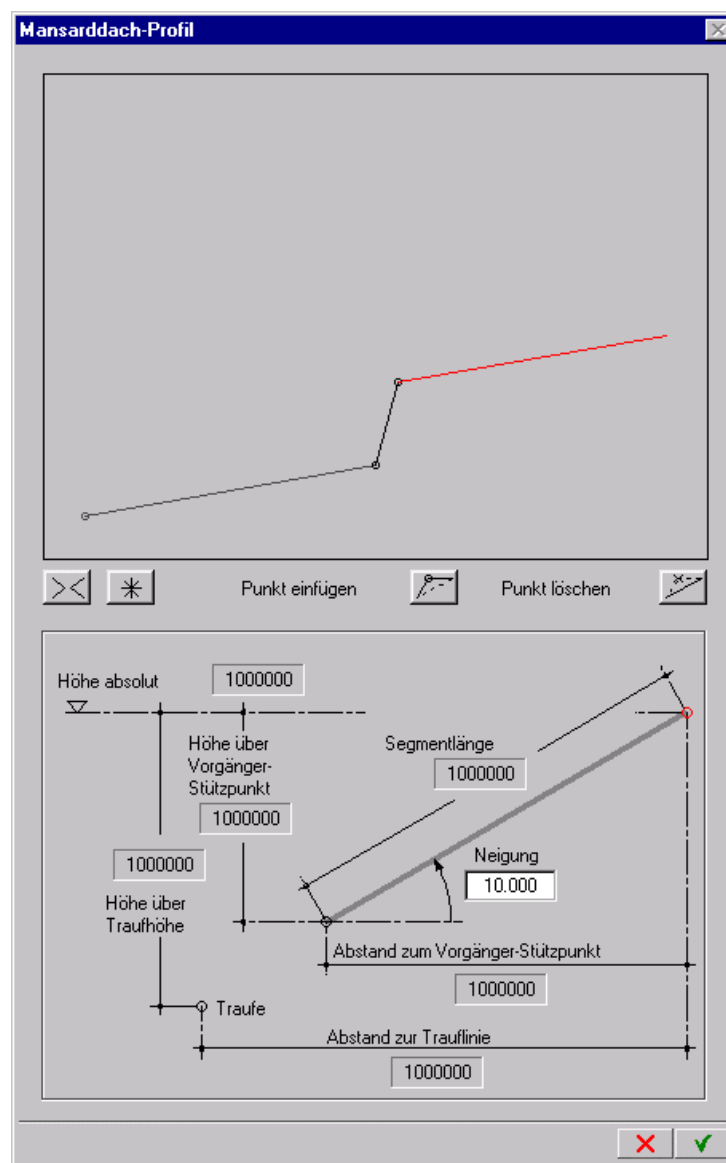 Mansarddach-Profil
Punkt einfügen
Punkt löschen
Höhe absolut
1000000
Höhe über
Vorgänger-
Stützpunkt
1000000
Segmentlänge
1000000
1000000
Höhe über
Traufhöhe
Neigung
10.000
Abstand zum Vorgänger-Stützpunkt
1000000
Traufe
Abstand zur Trauflinie
1000000